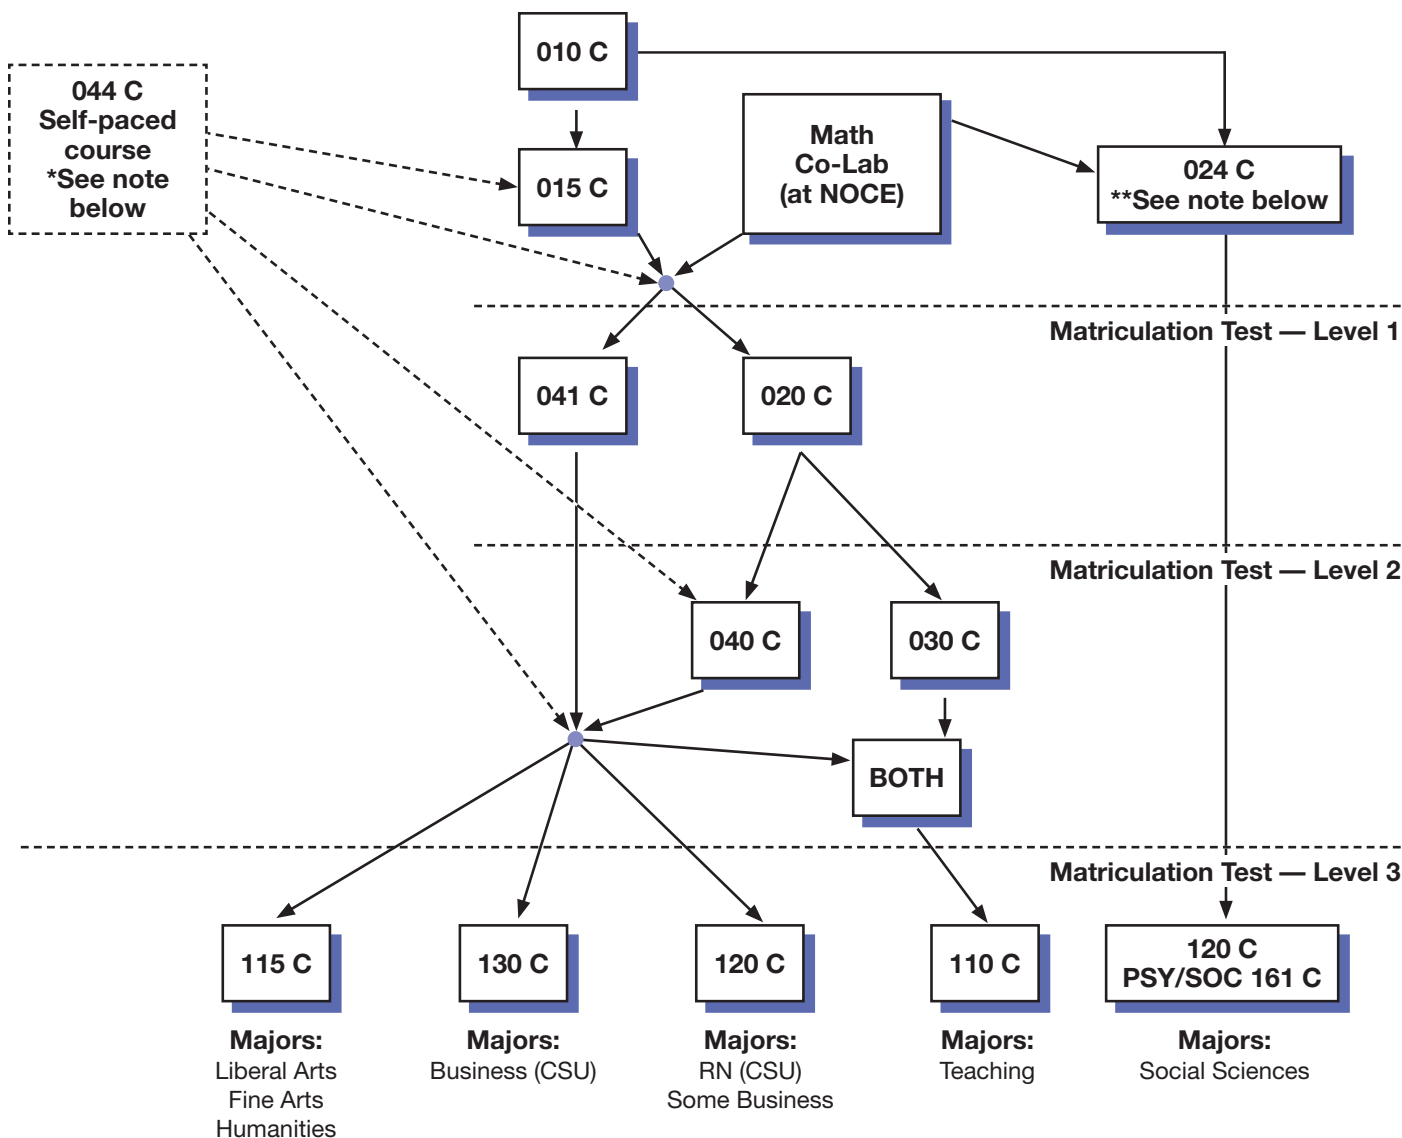 010 C
044 C
Self-paced
course
*See note
below
Math
Co-Lab
(at NOCE)
015 C
024 C
**See note below
Matriculation Test — Level 1
041 C
020 C
Matriculation Test — Level 2
040 C
030 C
BOTH
Matriculation Test — Level 3
115 C
130 C
120 C
110 C
120 C
PSY/SOC 161 C
Majors:
Liberal Arts
Fine Arts
Humanities
Majors:
Business (CSU)
Majors:
RN (CSU)
Some Business
Majors:
Teaching
Majors:
Social Sciences